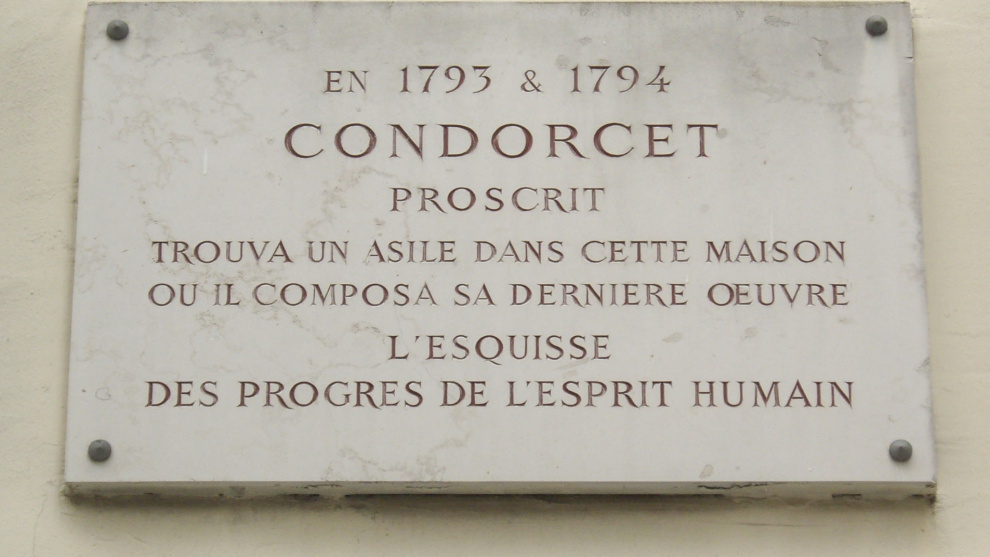 EN 1793 & 1794
CONDORCET
PROSCRIT
TROUVA UN ASILE DANS CETTE MAISON
OU IL COMPOSA SA DERNIERE ŒUVRE
L'ESQUISSE
DES PROGRES DE L'ESPRIT HUMAIN